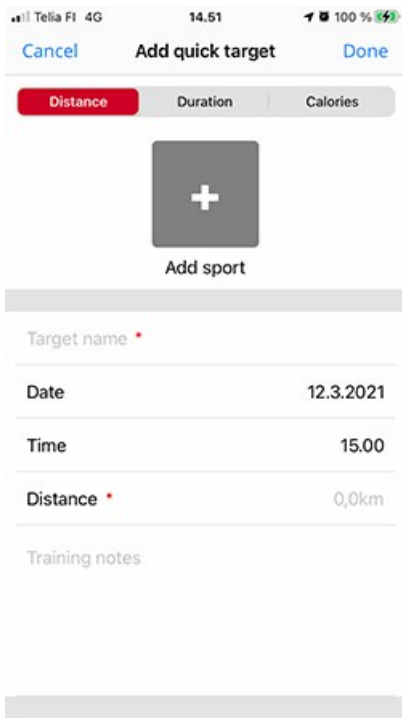 Telia FI 4G 14.51 100 %
Cancel Add quick target Done
Distance Duration Calories
Add sport
Target name *
Date 12.3.2021
Time 15.00
Distance * 0,0km
Training notes